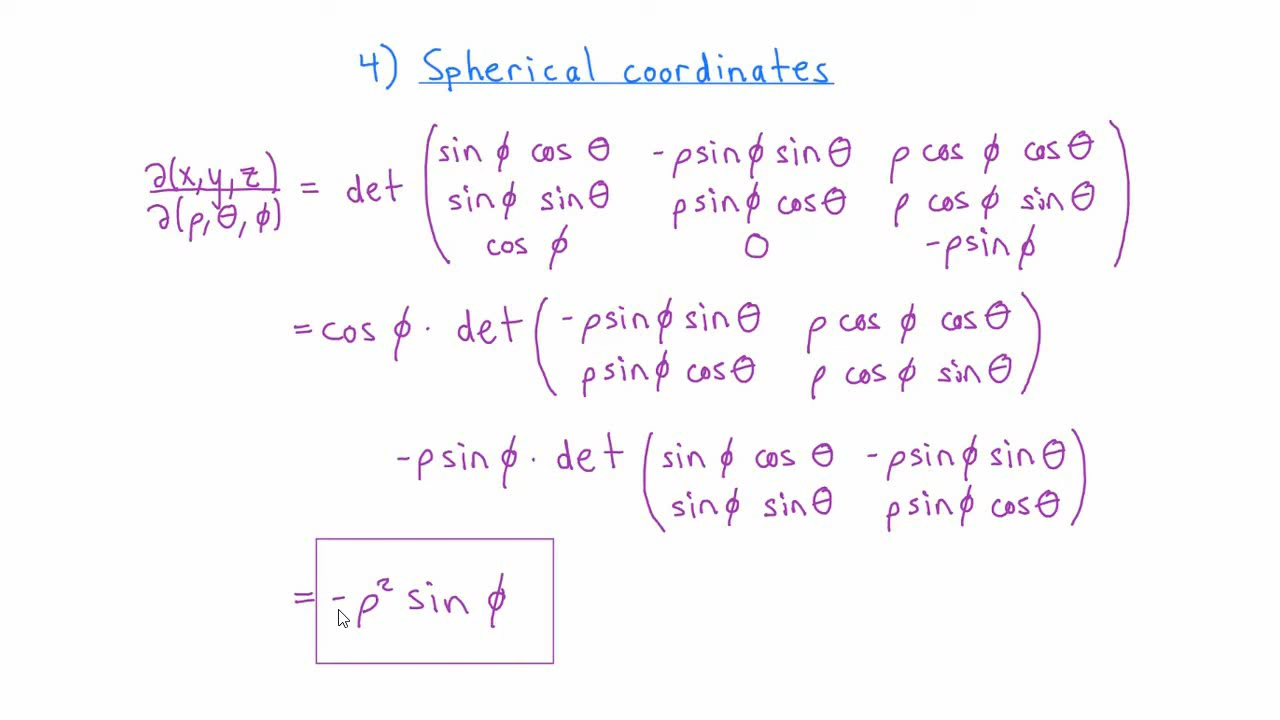 4) Spherical coordinates
∂(x,y,z)/∂(ρ,θ,ϕ) = det ( sin ϕ cos θ   -ρ sin ϕ sin θ   ρ cos ϕ cos θ
sin ϕ sin θ   ρ sin ϕ cos θ   ρ cos ϕ sin θ
cos ϕ   0   -ρ sin ϕ )
= cos ϕ · det ( -ρ sin ϕ sin θ   ρ cos ϕ cos θ
ρ sin ϕ cos θ   ρ cos ϕ sin θ )
-ρ sin ϕ · det ( sin ϕ cos θ   -ρ sin ϕ sin θ
sin ϕ sin θ   ρ sin ϕ cos θ )
= -ρ² sin ϕ